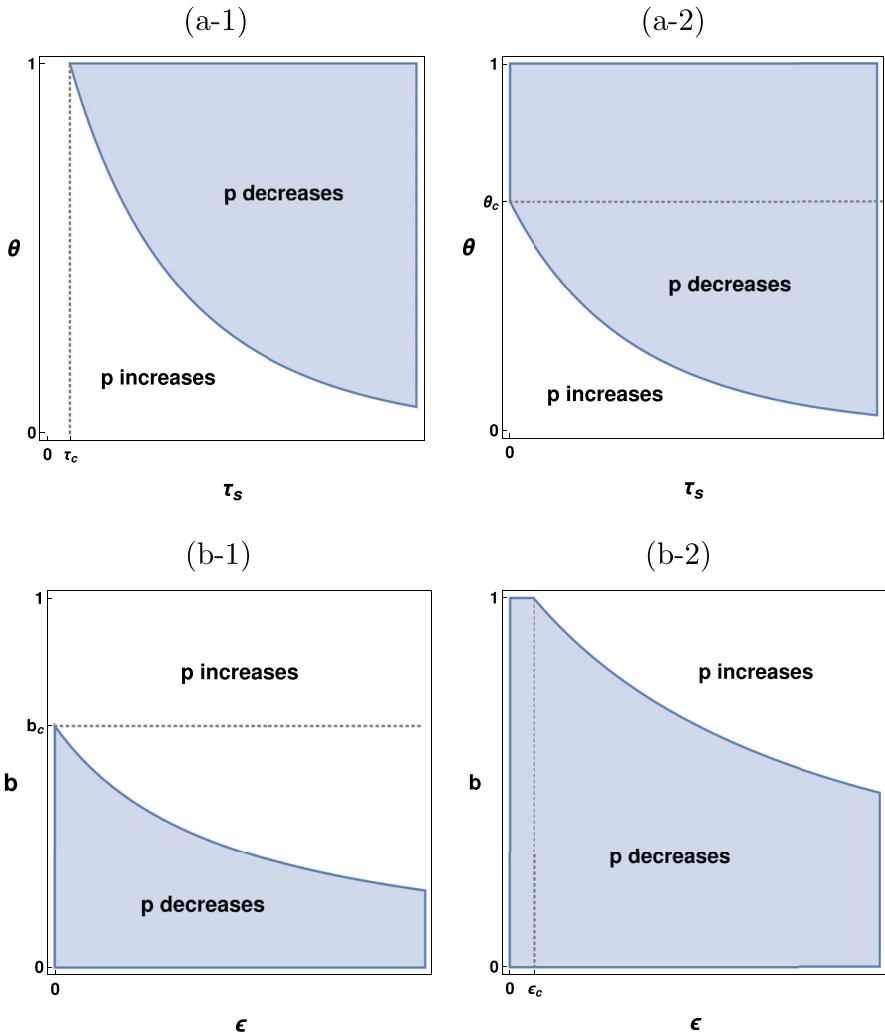 (a-1)
1
θ
p decreases
p increases
0
0 τc
τs
(a-2)
1
θc
θ
p decreases
p increases
0
0
τs
(b-1)
1
p increases
bc
b
p decreases
0
0
ϵ
(b-2)
1
p increases
b
p decreases
0
0 ϵc
ϵ